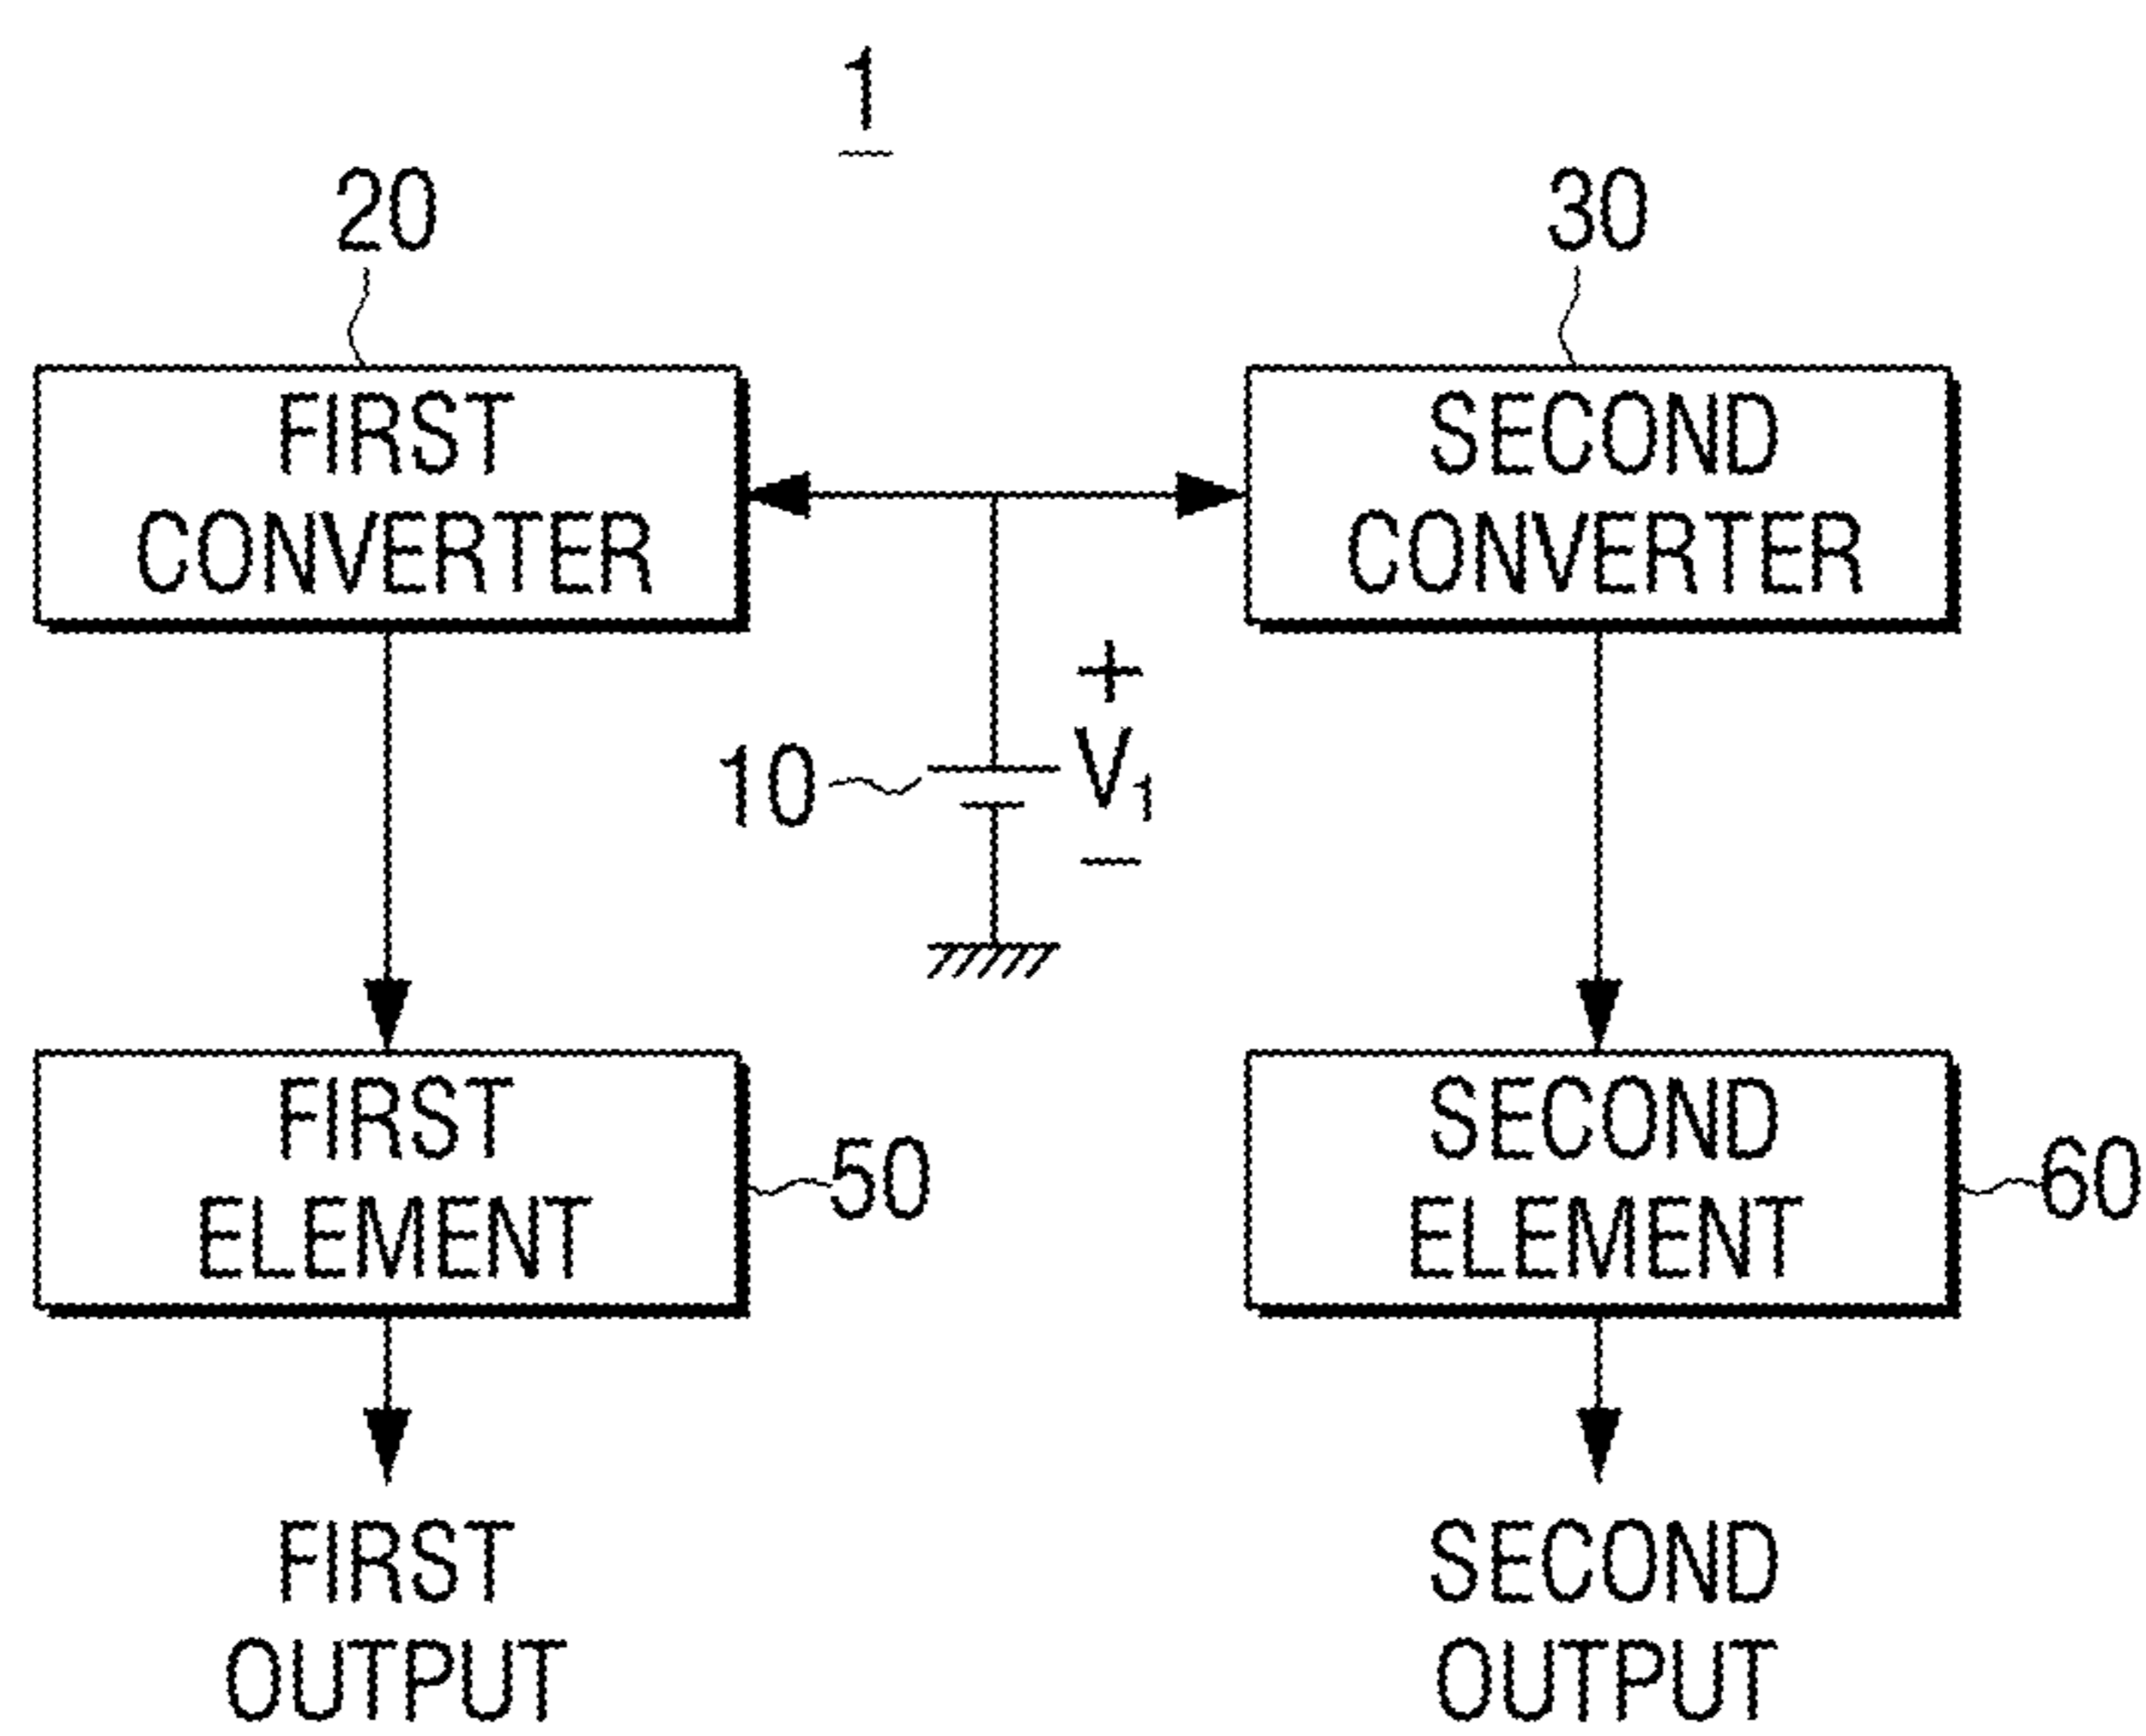 1
20
30
FIRST
CONVERTER
SECOND
CONVERTER
+
10
V1
−
FIRST
ELEMENT
50
SECOND
ELEMENT
60
FIRST
OUTPUT
SECOND
OUTPUT